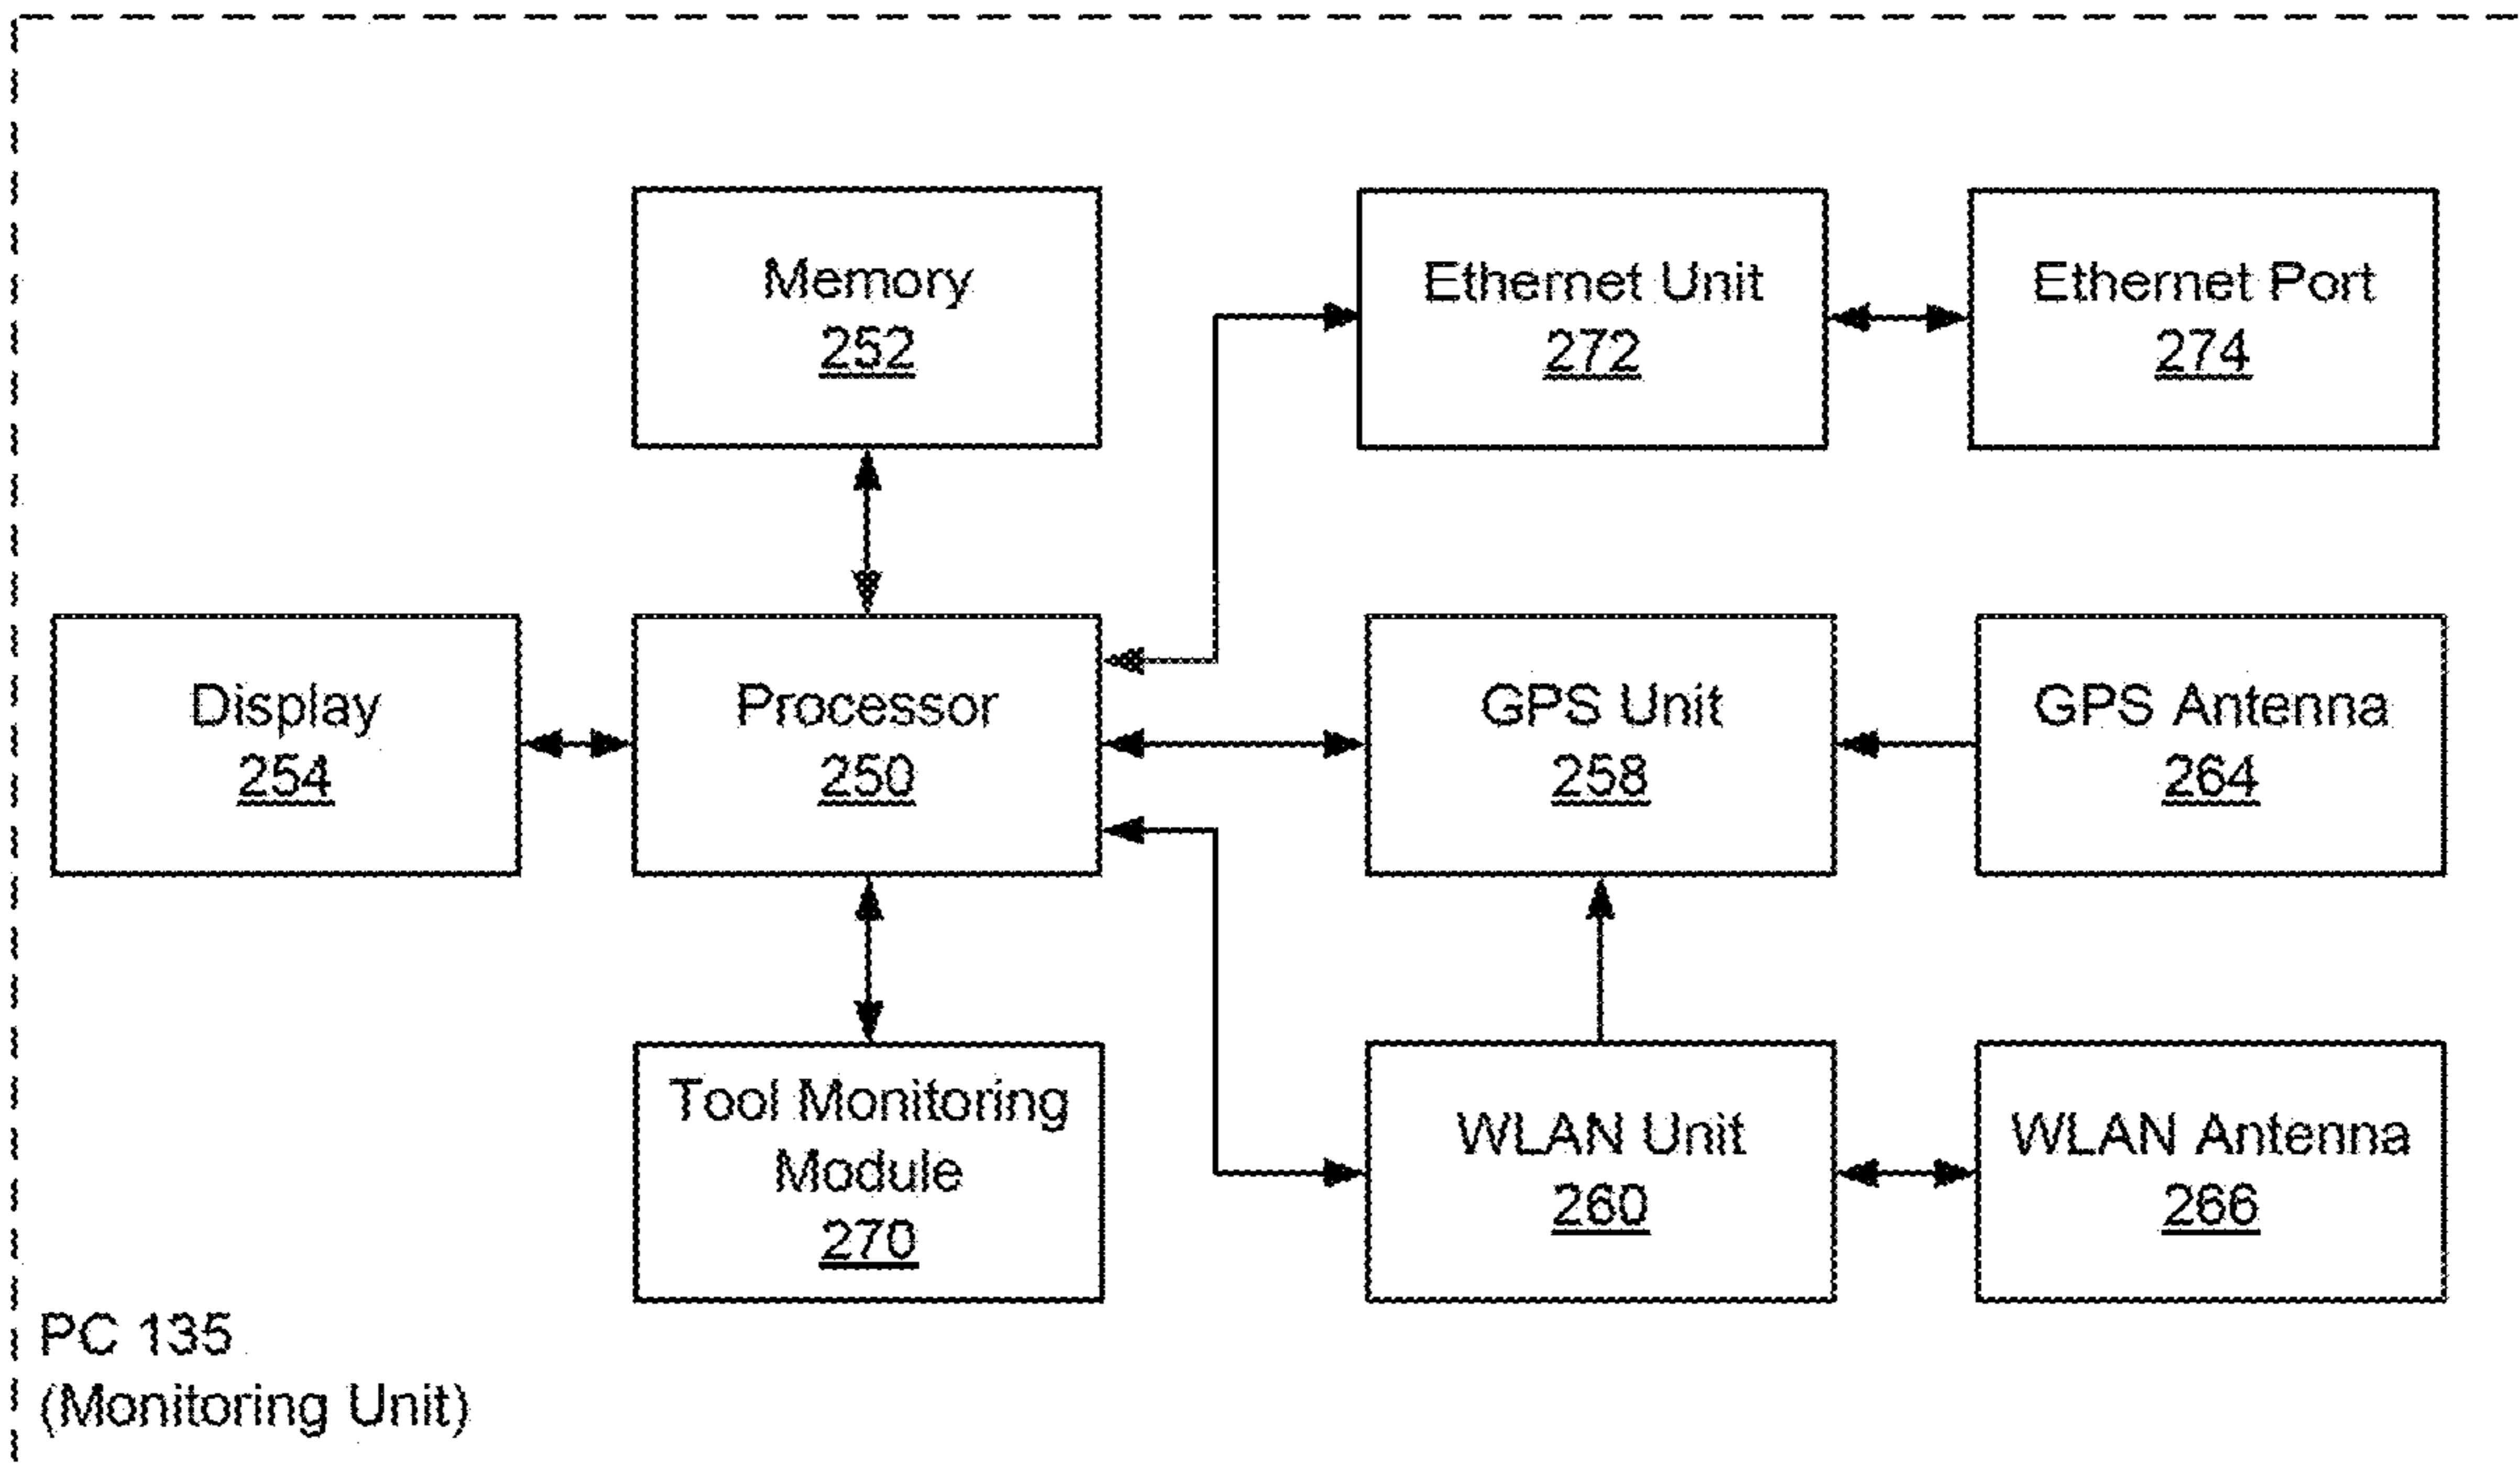 Memory
252
Ethernet Unit
272
Ethernet Port
274
Display
254
Processor
250
GPS Unit
258
GPS Antenna
264
Tool Monitoring
Module
270
WLAN Unit
260
WLAN Antenna
266
PC 135
(Monitoring Unit)